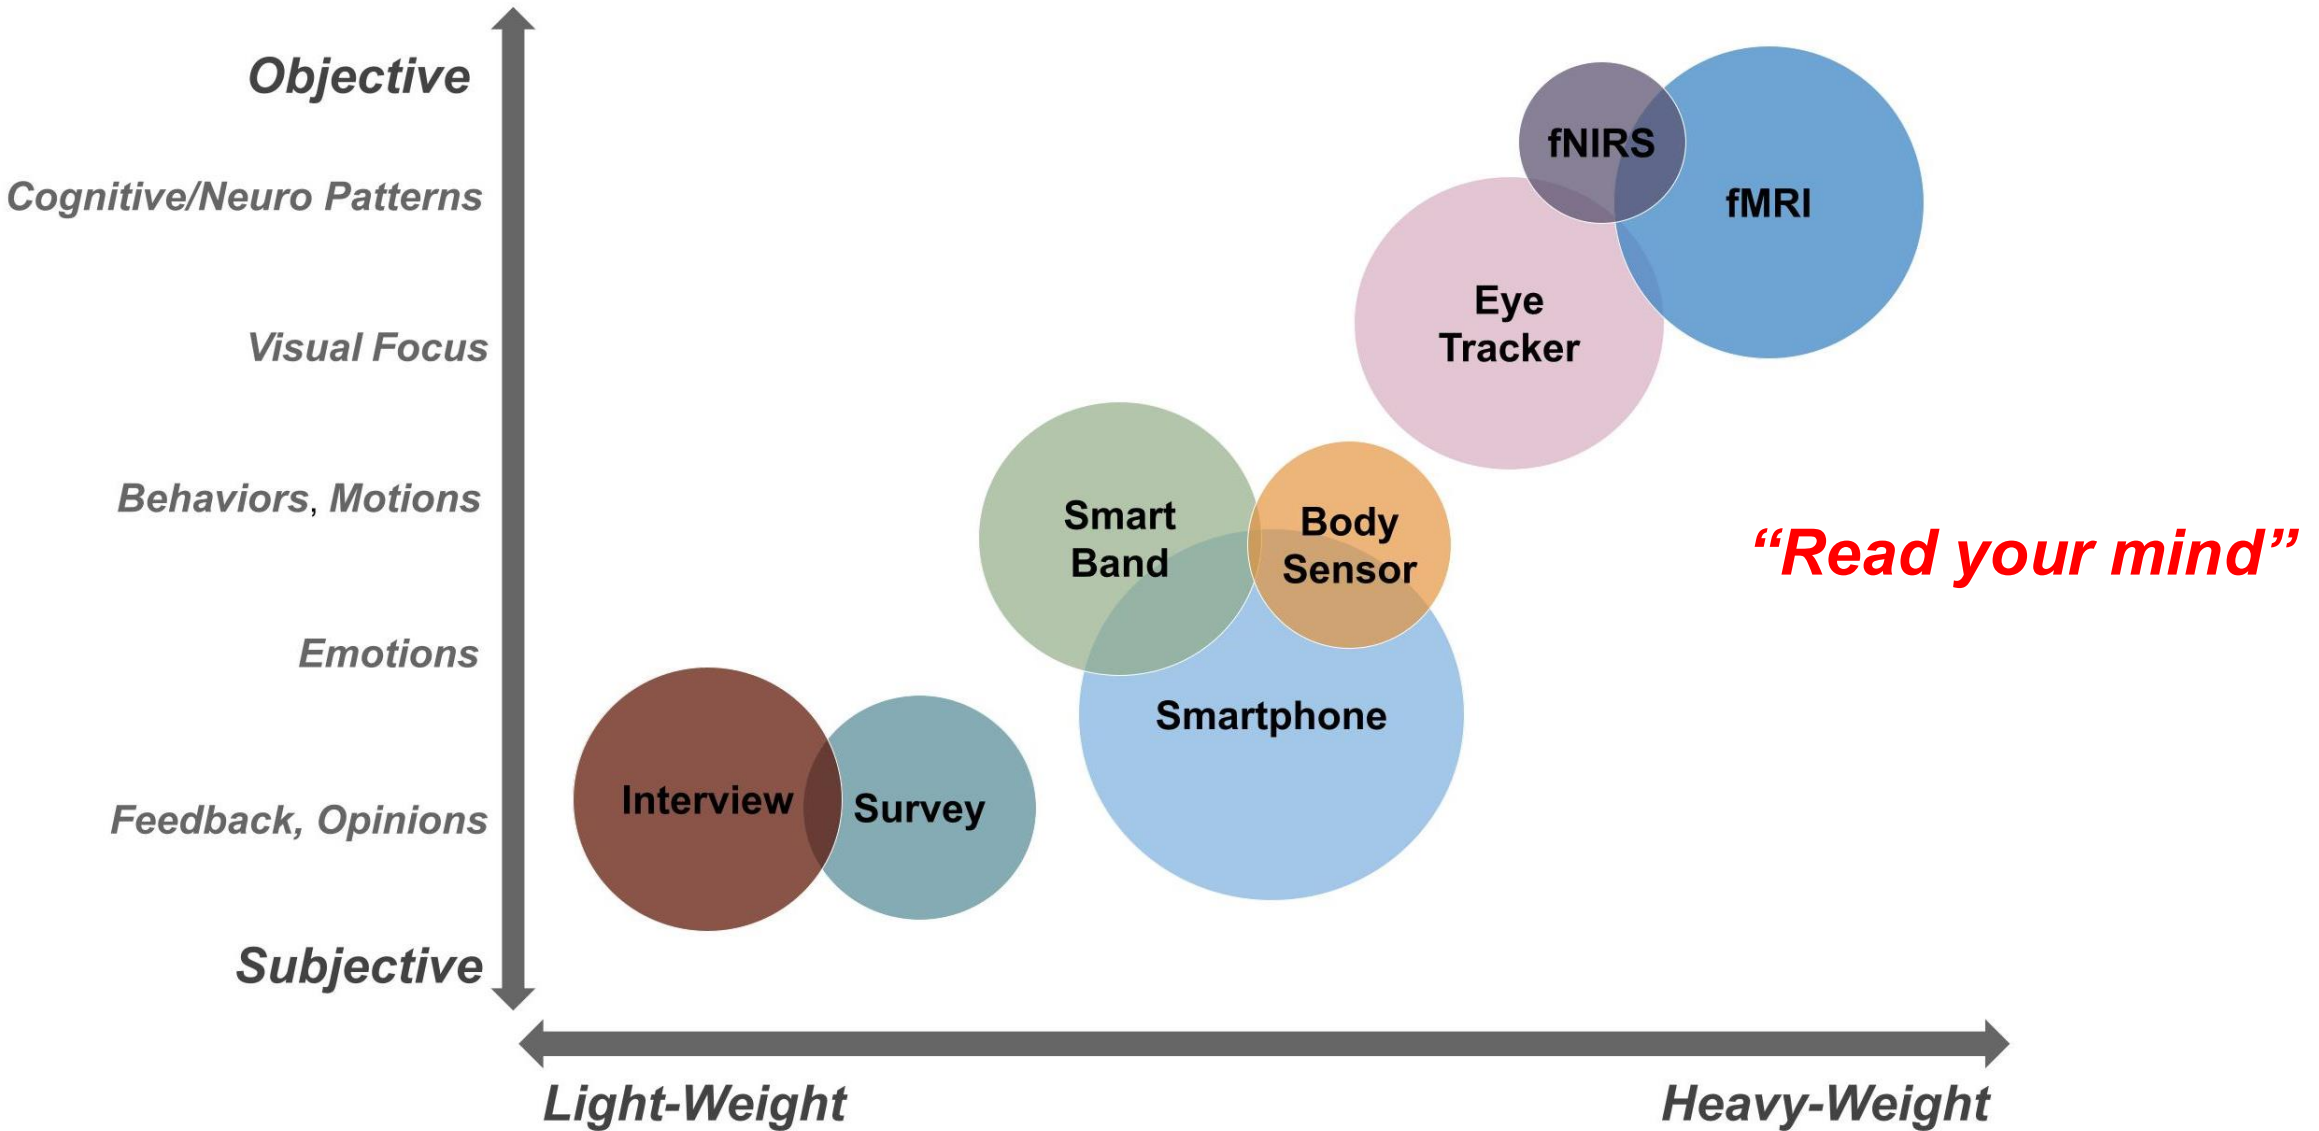 Objective
Cognitive/Neuro Patterns
Visual Focus
Behaviors, Motions
Emotions
Feedback, Opinions
Subjective
fNIRS
fMRI
Eye
Tracker
Smart
Band
Body
Sensor
Smartphone
Interview
Survey
“Read your mind”
Light-Weight
Heavy-Weight